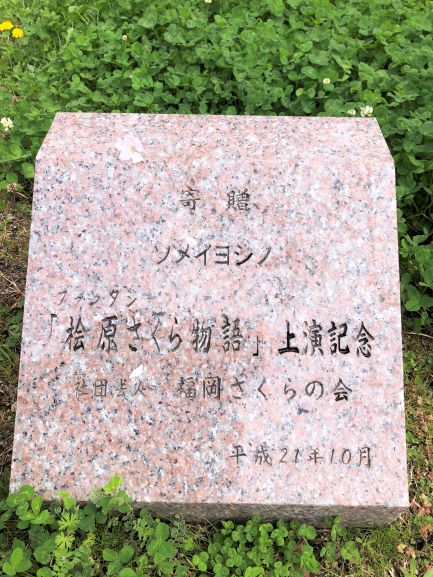 寄贈
ソメイヨシノ
ファンタジー
「桧原さくら物語」上演記念
社団法人 福岡さくらの会
平成21年10月